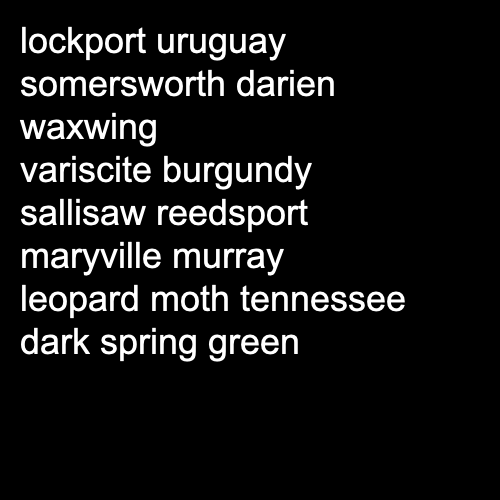 lockport uruguay
somersworth darien
waxwing
variscite burgundy
sallisaw reedsport
maryville murray
leopard moth tennessee
dark spring green